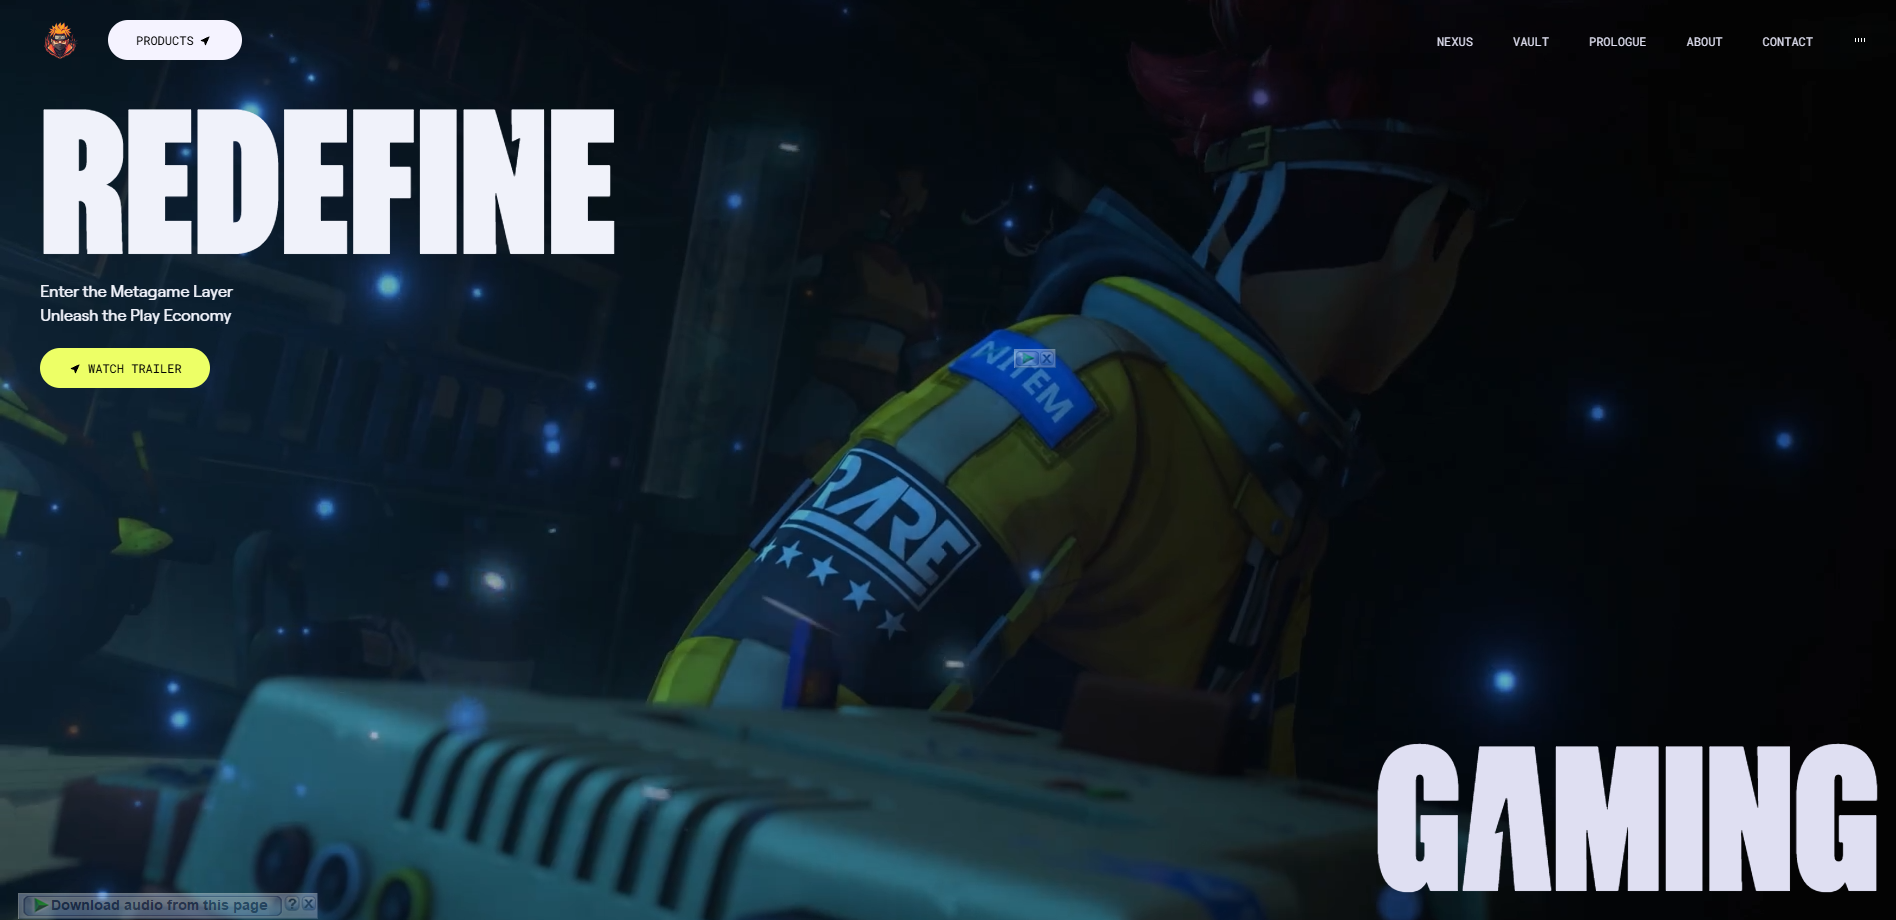 PRODUCTS
NEXUS
VAULT
PROLOGUE
ABOUT
CONTACT
REDEFINE
Enter the Metagame Layer
Unleash the Play Economy
WATCH TRAILER
NITEM
RARE
GAMING
Download audio from this page ?